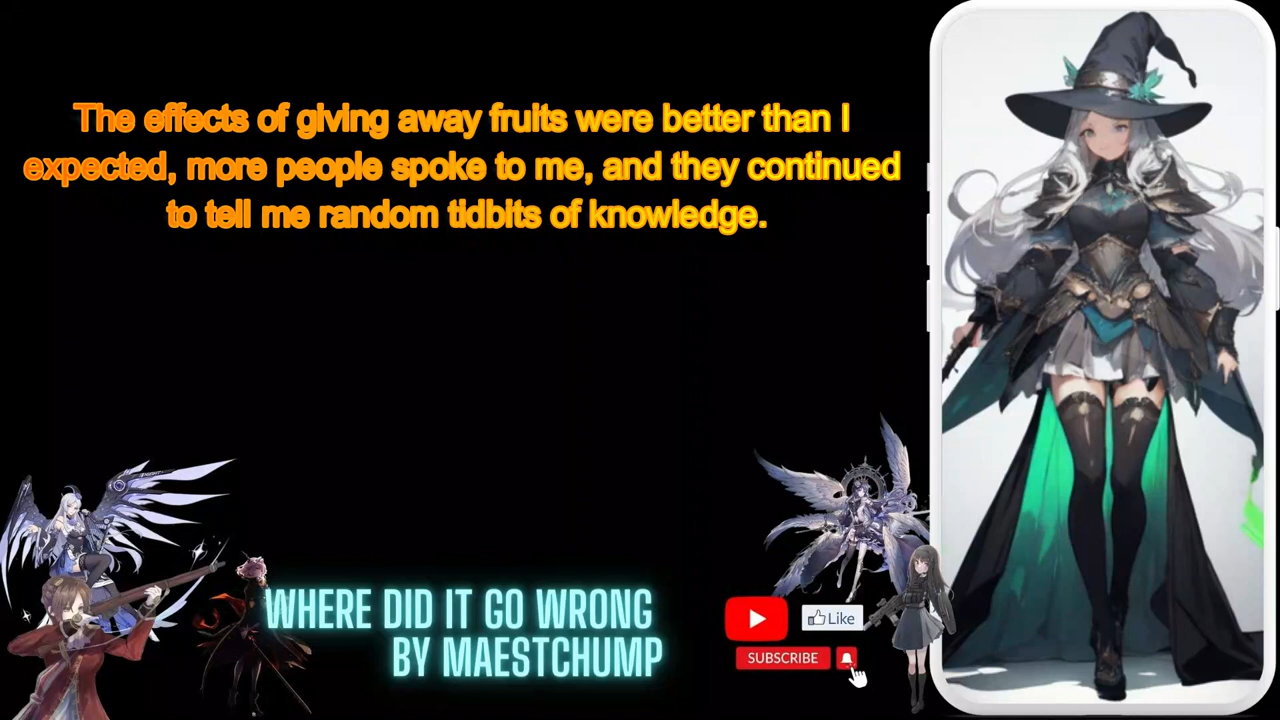 The effects of giving away fruits were better than I
expected, more people spoke to me, and they continued
to tell me random tidbits of knowledge.
WHERE DID IT GO WRONG
BY MAESTCHUMP
Like
SUBSCRIBE